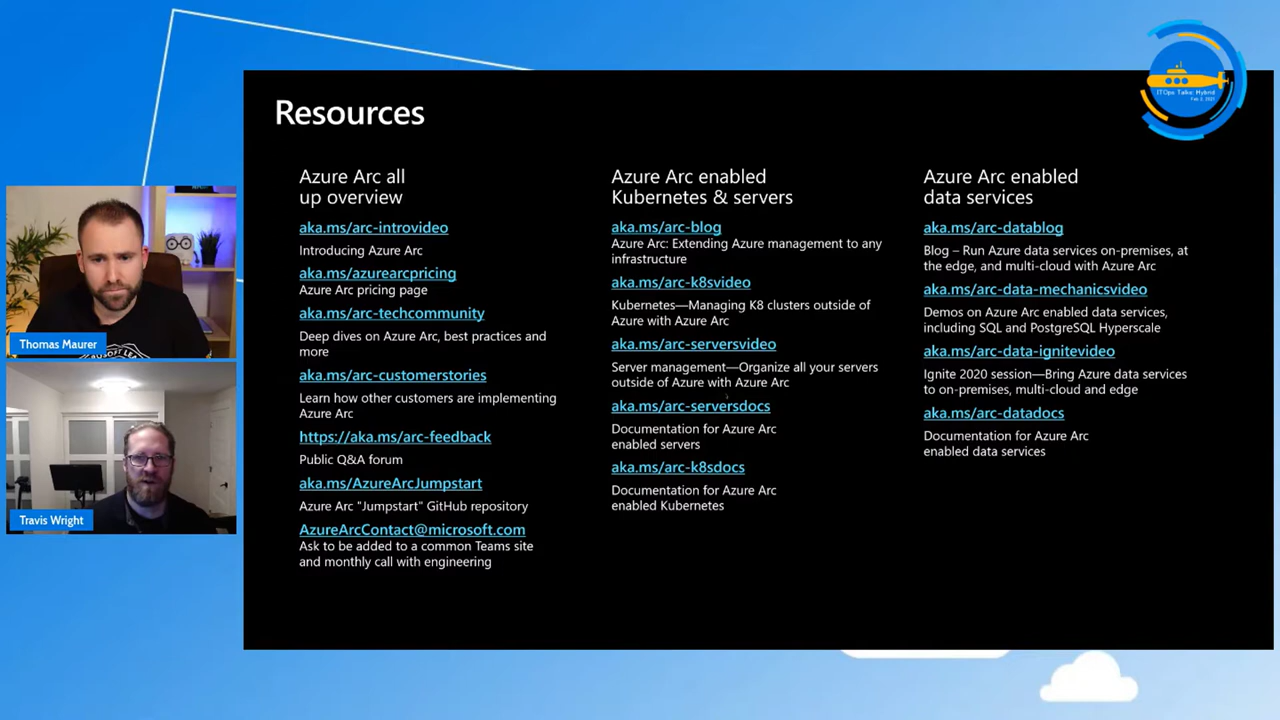 ITOps Talks: Hybrid
Feb 2, 2021
Resources
Azure Arc all
up overview
aka.ms/arc-introvideo
Introducing Azure Arc
aka.ms/azurearcpricing
Azure Arc pricing page
aka.ms/arc-techcommunity
Deep dives on Azure Arc, best practices and
more
aka.ms/arc-customerstories
Learn how other customers are implementing
Azure Arc
https://aka.ms/arc-feedback
Public Q&A forum
aka.ms/AzureArcJumpstart
Azure Arc "Jumpstart" GitHub repository
AzureArcContact@microsoft.com
Ask to be added to a common Teams site
and monthly call with engineering
Azure Arc enabled
Kubernetes & servers
aka.ms/arc-blog
Azure Arc: Extending Azure management to any
infrastructure
aka.ms/arc-k8svideo
Kubernetes—Managing K8 clusters outside of
Azure with Azure Arc
aka.ms/arc-serversvideo
Server management—Organize all your servers
outside of Azure with Azure Arc
aka.ms/arc-serversdocs
Documentation for Azure Arc
enabled servers
aka.ms/arc-k8sdocs
Documentation for Azure Arc
enabled Kubernetes
Azure Arc enabled
data services
aka.ms/arc-datablog
Blog – Run Azure data services on-premises, at
the edge, and multi-cloud with Azure Arc
aka.ms/arc-data-mechanicsvideo
Demos on Azure Arc enabled data services,
including SQL and PostgreSQL Hyperscale
aka.ms/arc-data-ignitevideo
Ignite 2020 session—Bring Azure data services
to on-premises, multi-cloud and edge
aka.ms/arc-datadocs
Documentation for Azure Arc
enabled data services
Thomas Maurer
Travis Wright